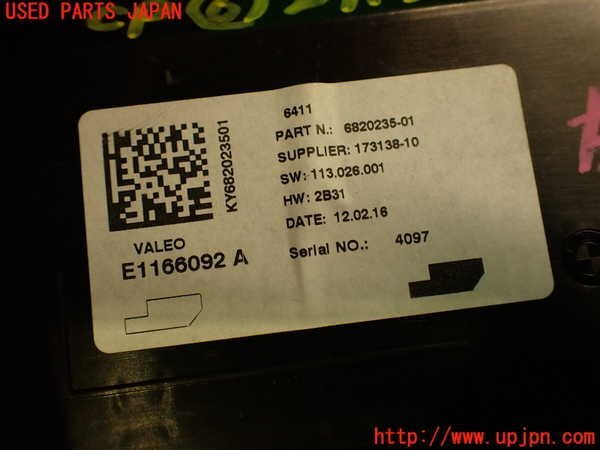 USED PARTS JAPAN
6411
PART N.: 6820235-01
SUPPLIER: 173138-10
SW: 113.026.001
HW: 2B31
DATE: 12.02.16
Serial NO.: 4097
KY682023501
VALEO
E1166092 A
http://www.upjpn.com/